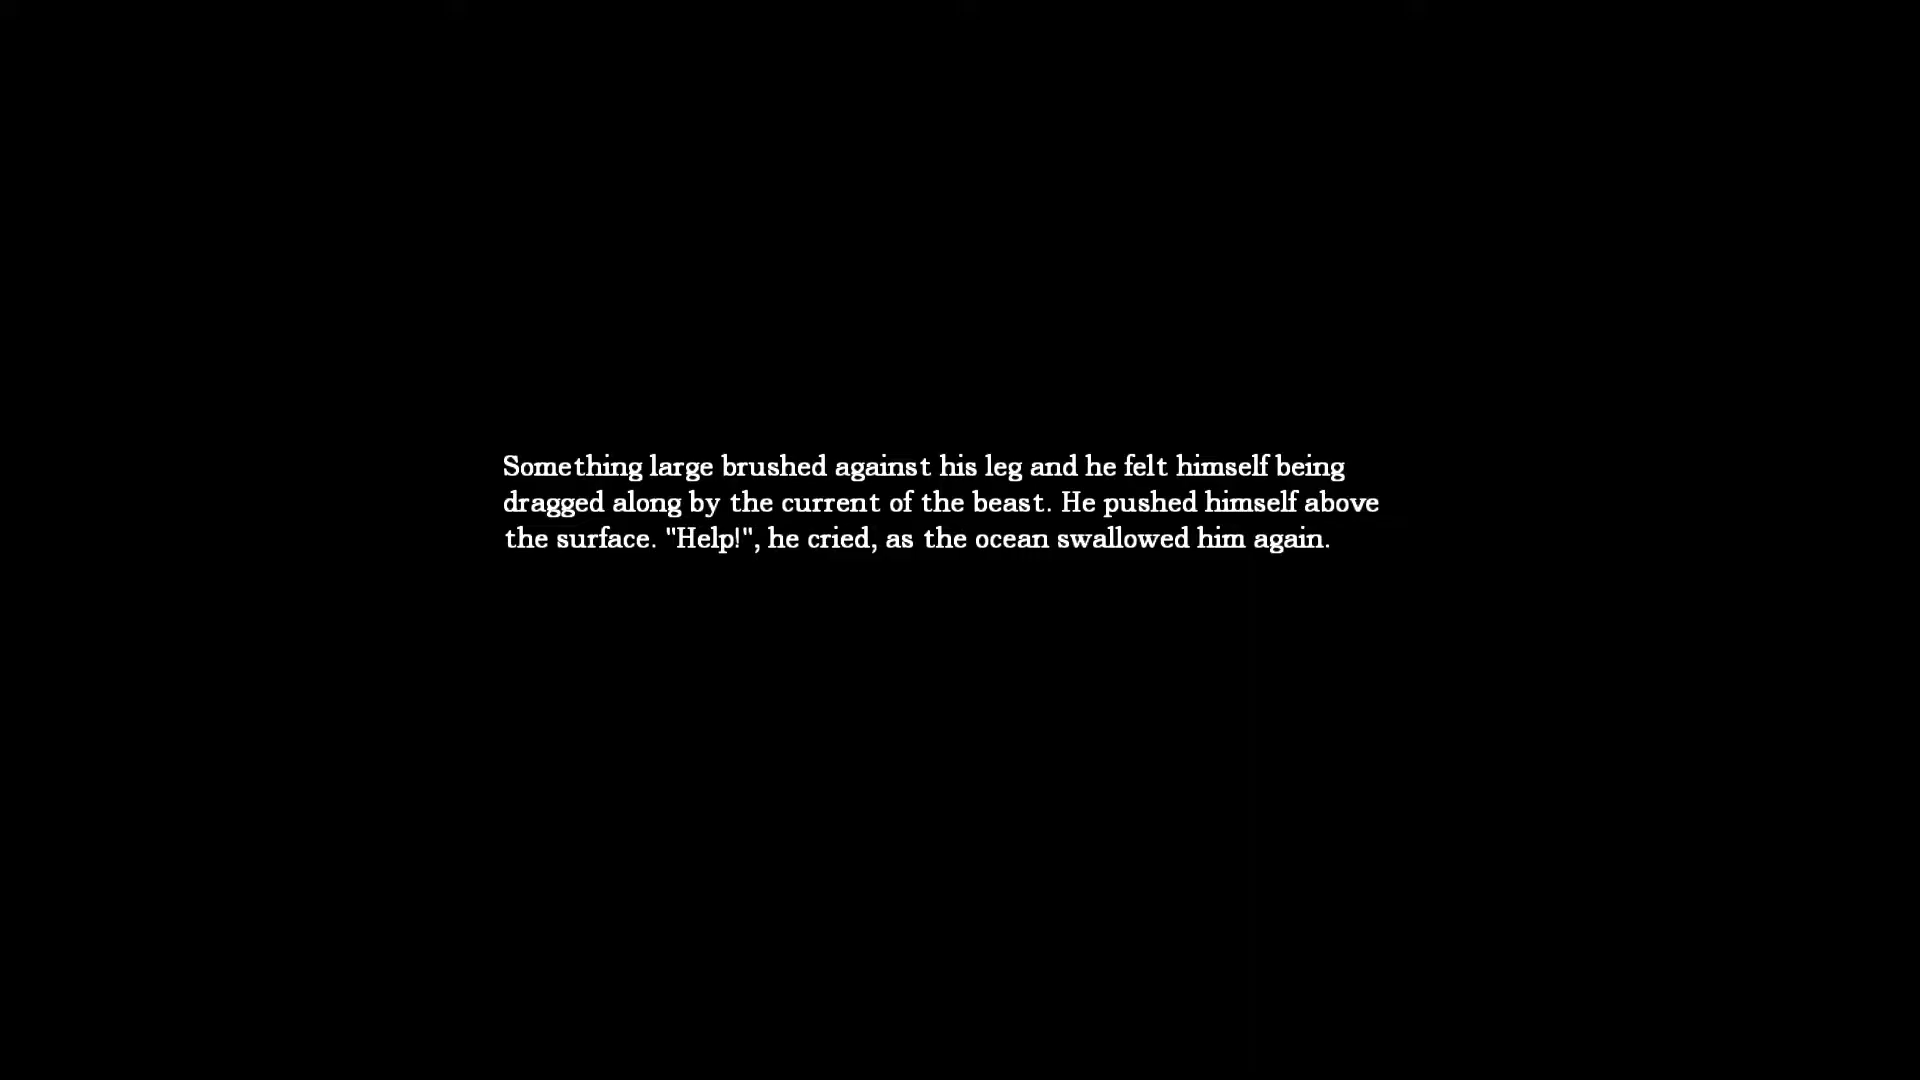 Something large brushed against his leg and he felt himself being
dragged along by the current of the beast. He pushed himself above
the surface. "Help!", he cried, as the ocean swallowed him again.